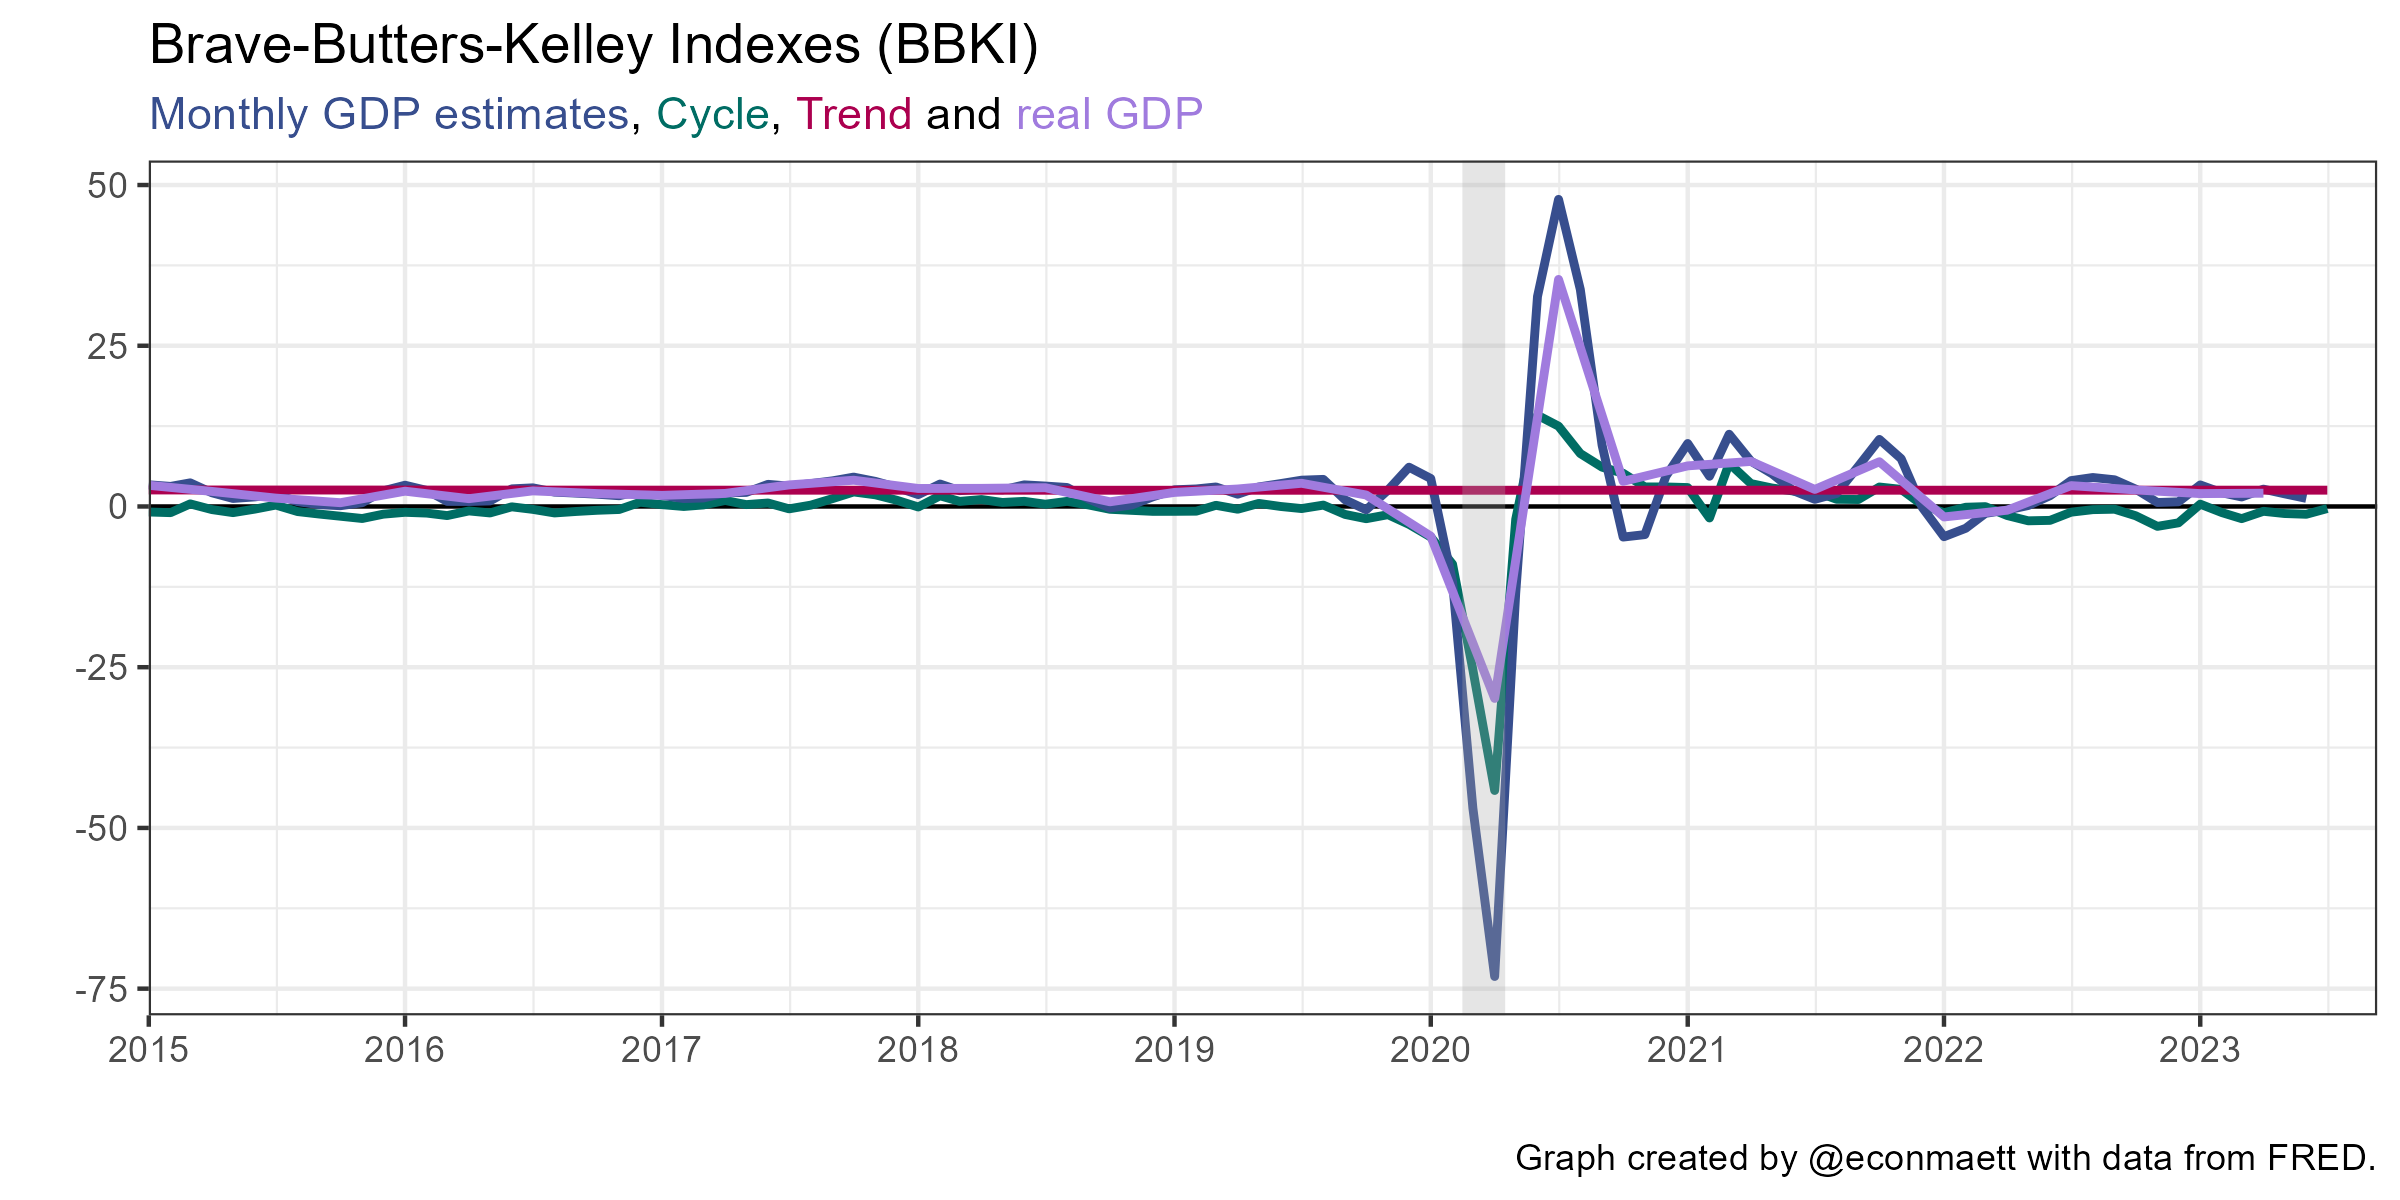 Brave-Butters-Kelley Indexes (BBKI)
Monthly GDP estimates, Cycle, Trend and real GDP
50
25
0
-25
-50
-75
2015 2016 2017 2018 2019 2020 2021 2022 2023
Graph created by @econmaett with data from FRED.